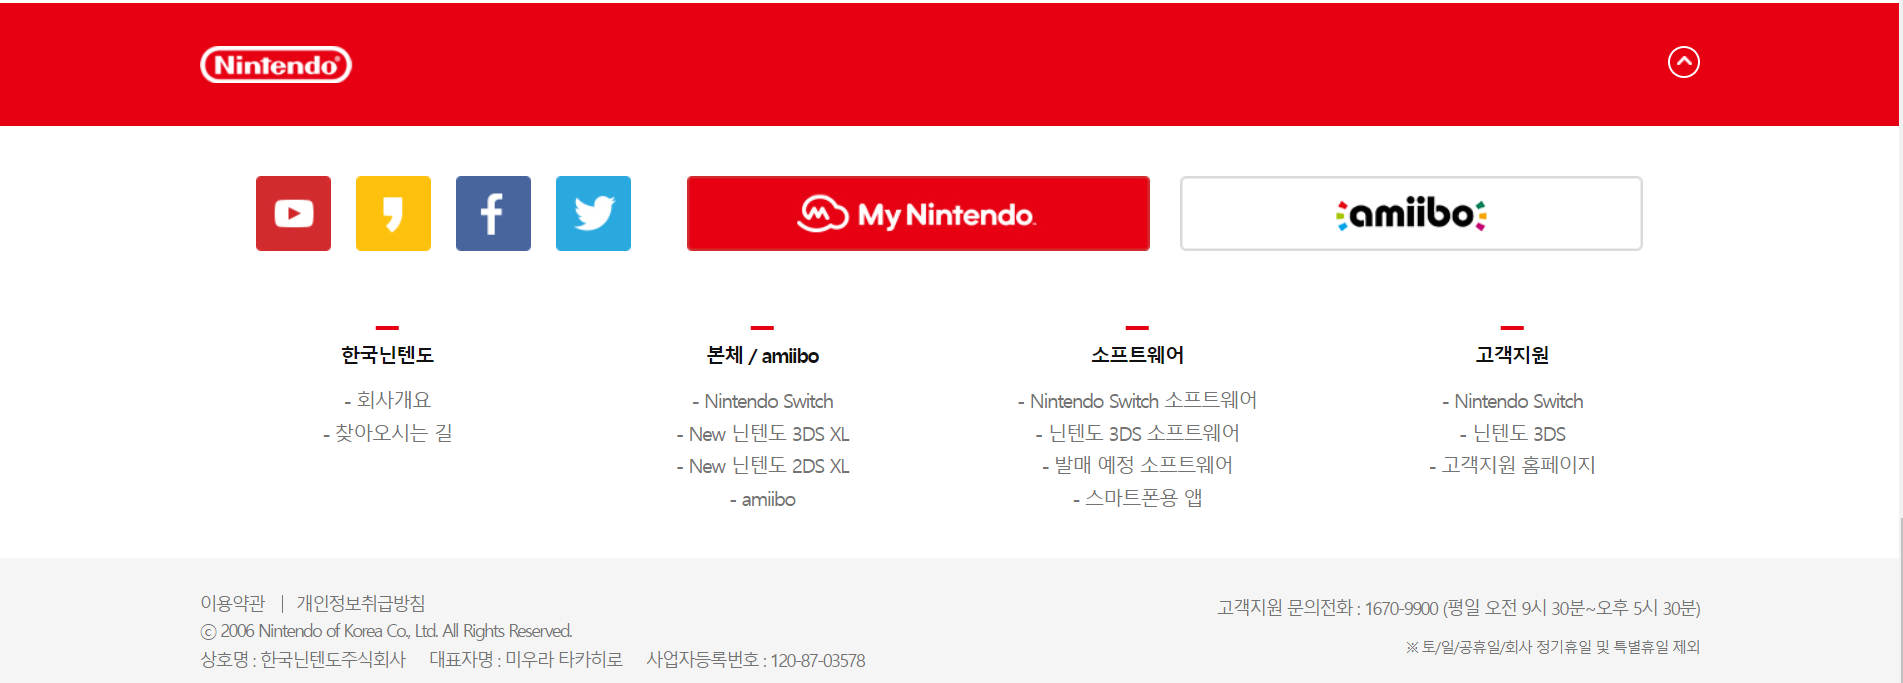 Nintendo
My Nintendo
amiibo
한국닌텐도
- 회사개요
- 찾아오시는 길
본체 / amiibo
- Nintendo Switch
- New 닌텐도 3DS XL
- New 닌텐도 2DS XL
- amiibo
소프트웨어
- Nintendo Switch 소프트웨어
- 닌텐도 3DS 소프트웨어
- 발매 예정 소프트웨어
- 스마트폰용 앱
고객지원
- Nintendo Switch
- 닌텐도 3DS
- 고객지원 홈페이지
이용약관 | 개인정보취급방침
ⓒ 2006 Nintendo of Korea Co., Ltd. All Rights Reserved.
상호명 : 한국닌텐도주식회사 대표자명 : 미우라 타카히로 사업자등록번호 : 120-87-03578
고객지원 문의전화 : 1670-9900 (평일 오전 9시 30분~오후 5시 30분)
※ 토/일/공휴일/회사 정기휴일 및 특별휴일 제외